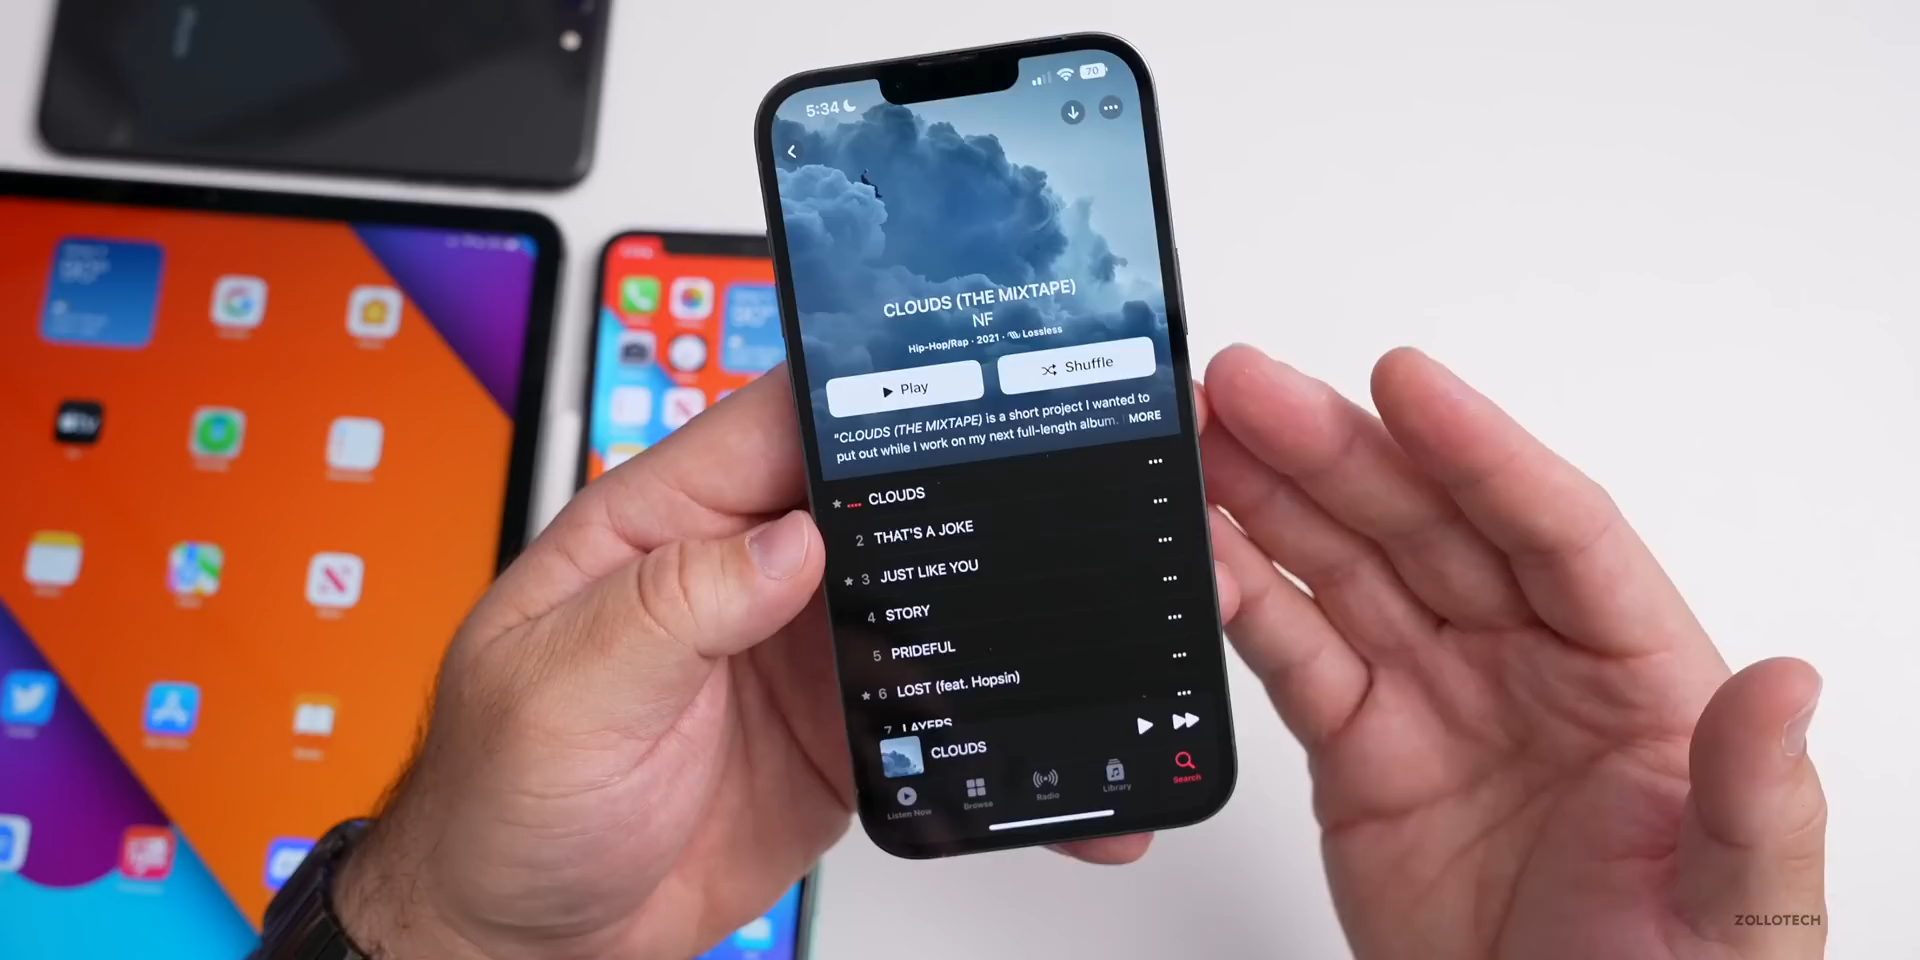 5:34
70
CLOUDS (THE MIXTAPE)
NF
Hip-Hop/Rap · 2021 · Lossless
Play
Shuffle
"CLOUDS (THE MIXTAPE) is a short project I wanted to
put out while I work on my next full-length album. MORE
CLOUDS
2 THAT'S A JOKE
3 JUST LIKE YOU
4 STORY
5 PRIDEFUL
6 LOST (feat. Hopsin)
7 LAYERS
CLOUDS
Listen Now
Browse
Radio
Library
Search
ZOLLOTECH